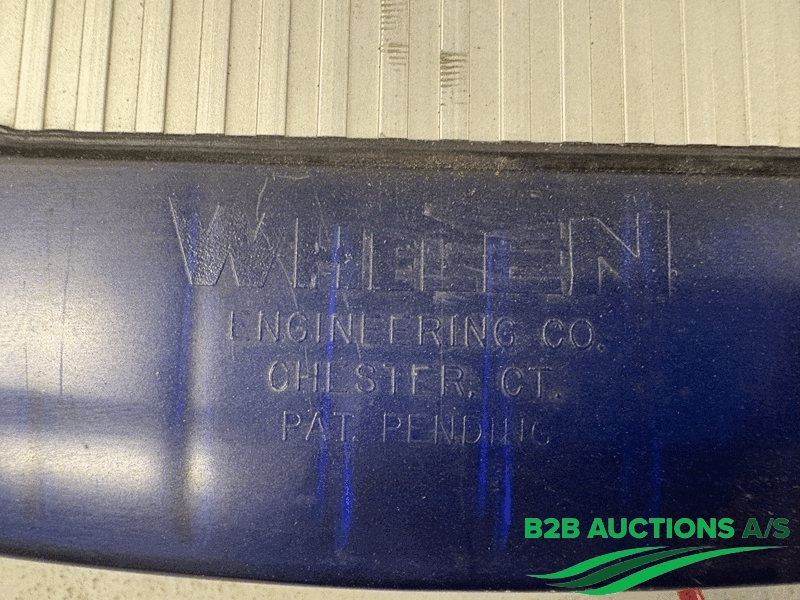 WHELEN
ENGINEERING CO.
CHESTER, CT.
PAT. PENDING
B2B AUCTIONS A/S